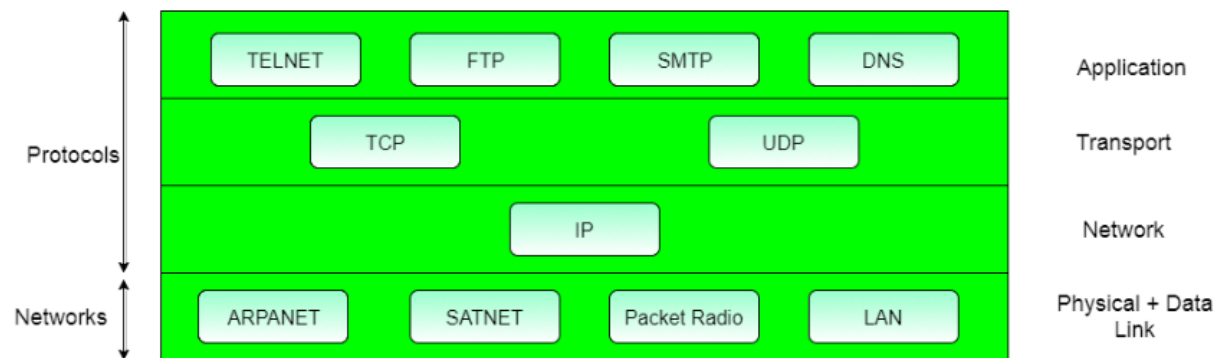 TELNET FTP SMTP DNS Application
Protocols TCP UDP Transport
IP Network
Networks ARPANET SATNET Packet Radio LAN Physical + Data
Link